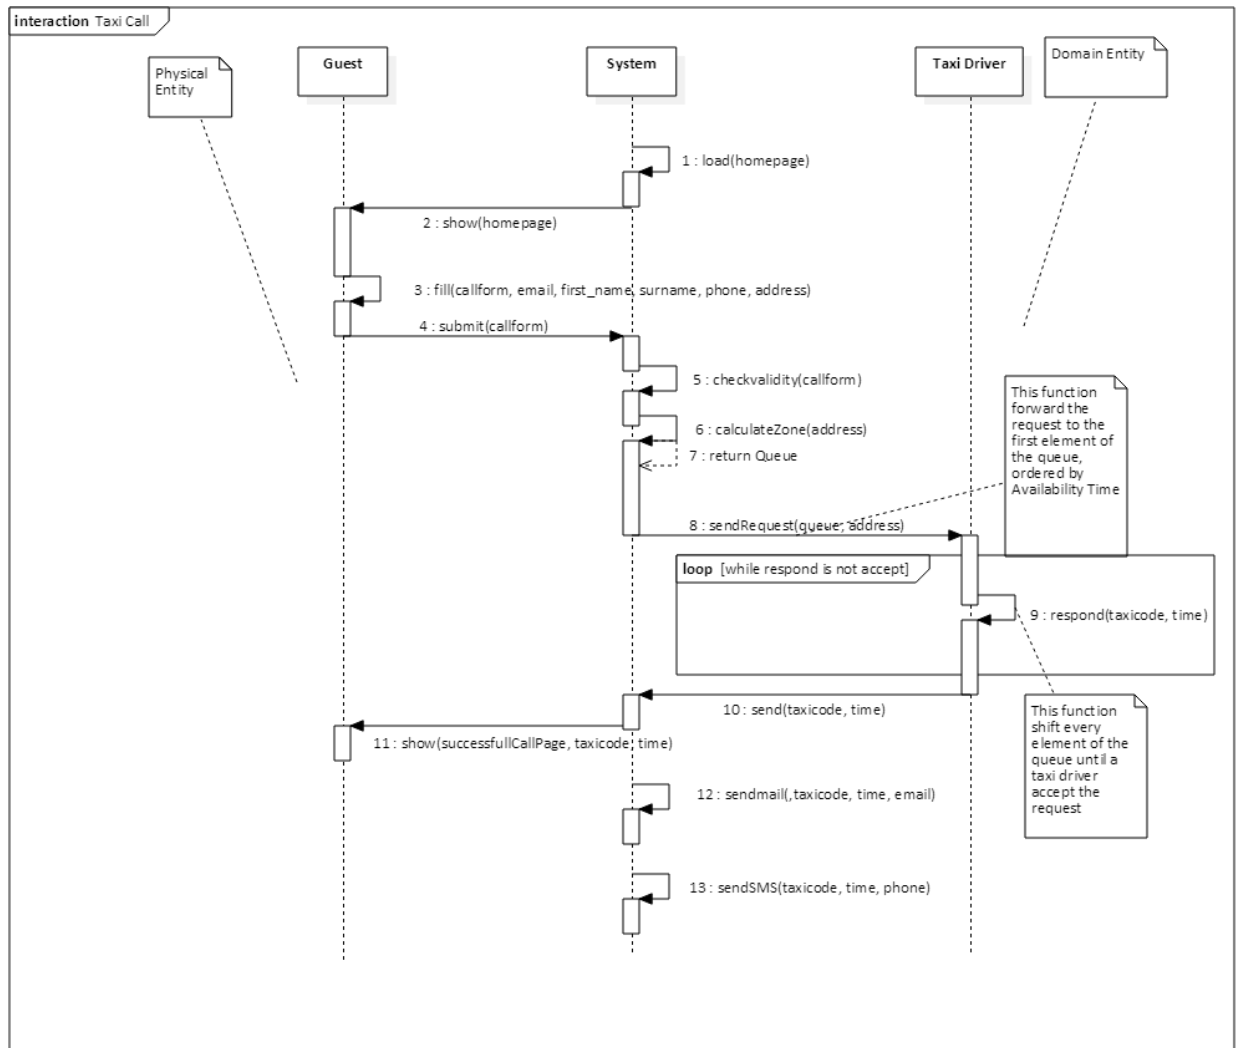 interaction Taxi Call
Physical
Entity
Guest
System
Taxi Driver
Domain Entity
1 : load(homepage)
2 : show(homepage)
3 : fill(callform, email, first_name, surname, phone, address)
4 : submit(callform)
5 : checkvalidity(callform)
6 : calculateZone(address)
7 : return Queue
This function
forward the
request to the
first element of
the queue,
ordered by
Availability Time
8 : sendRequest(queue, address)
loop [while respond is not accept]
9 : respond(taxicode, time)
10 : send(taxicode, time)
11 : show(successfullCallPage, taxicode, time)
This function
shift every
element of the
queue until a
taxi driver
accept the
request
12 : sendmail(,taxicode, time, email)
13 : sendSMS(taxicode, time, phone)